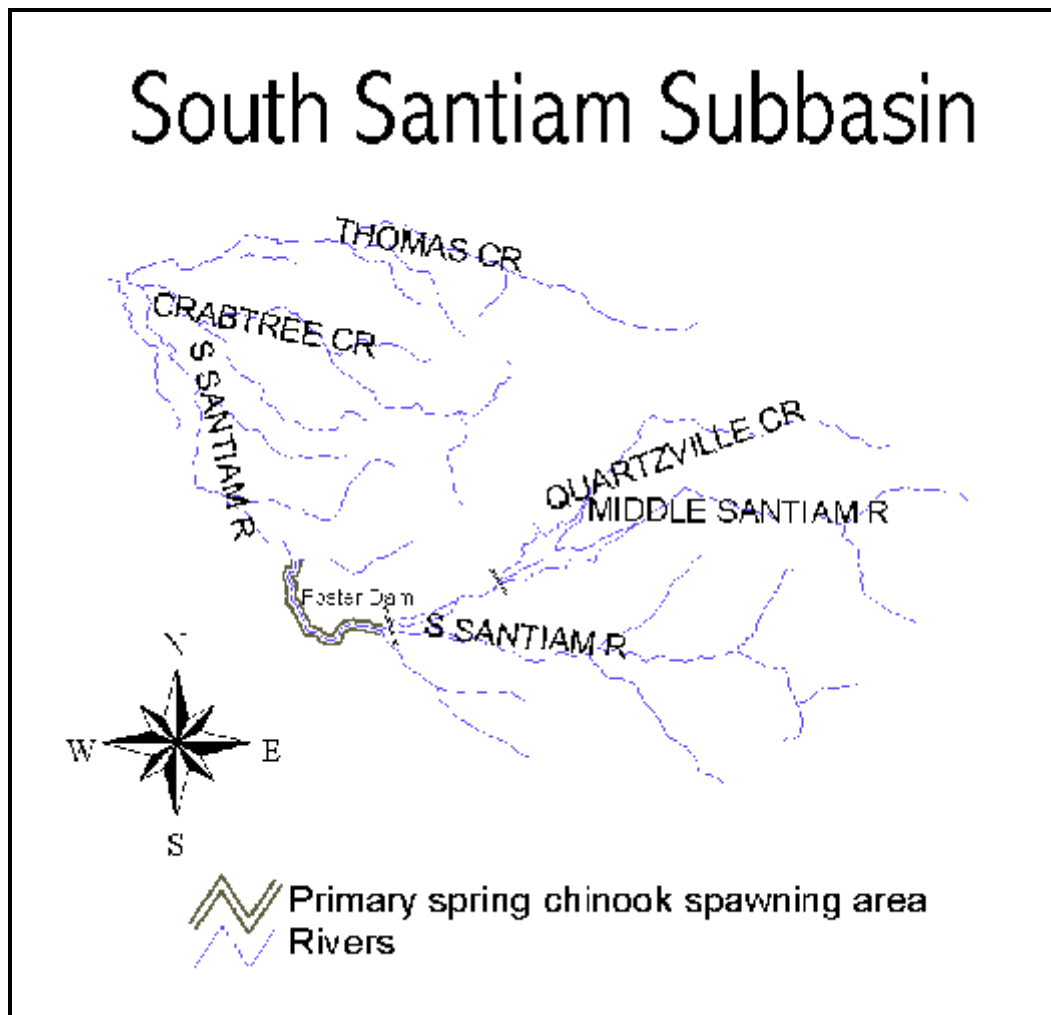 South Santiam Subbasin
THOMAS CR
CRABTREE CR
S SANTIAM R
QUARTZVILLE CR
MIDDLE SANTIAM R
Foster Dam
S SANTIAM R
N
W
E
S
Primary spring chinook spawning area
Rivers